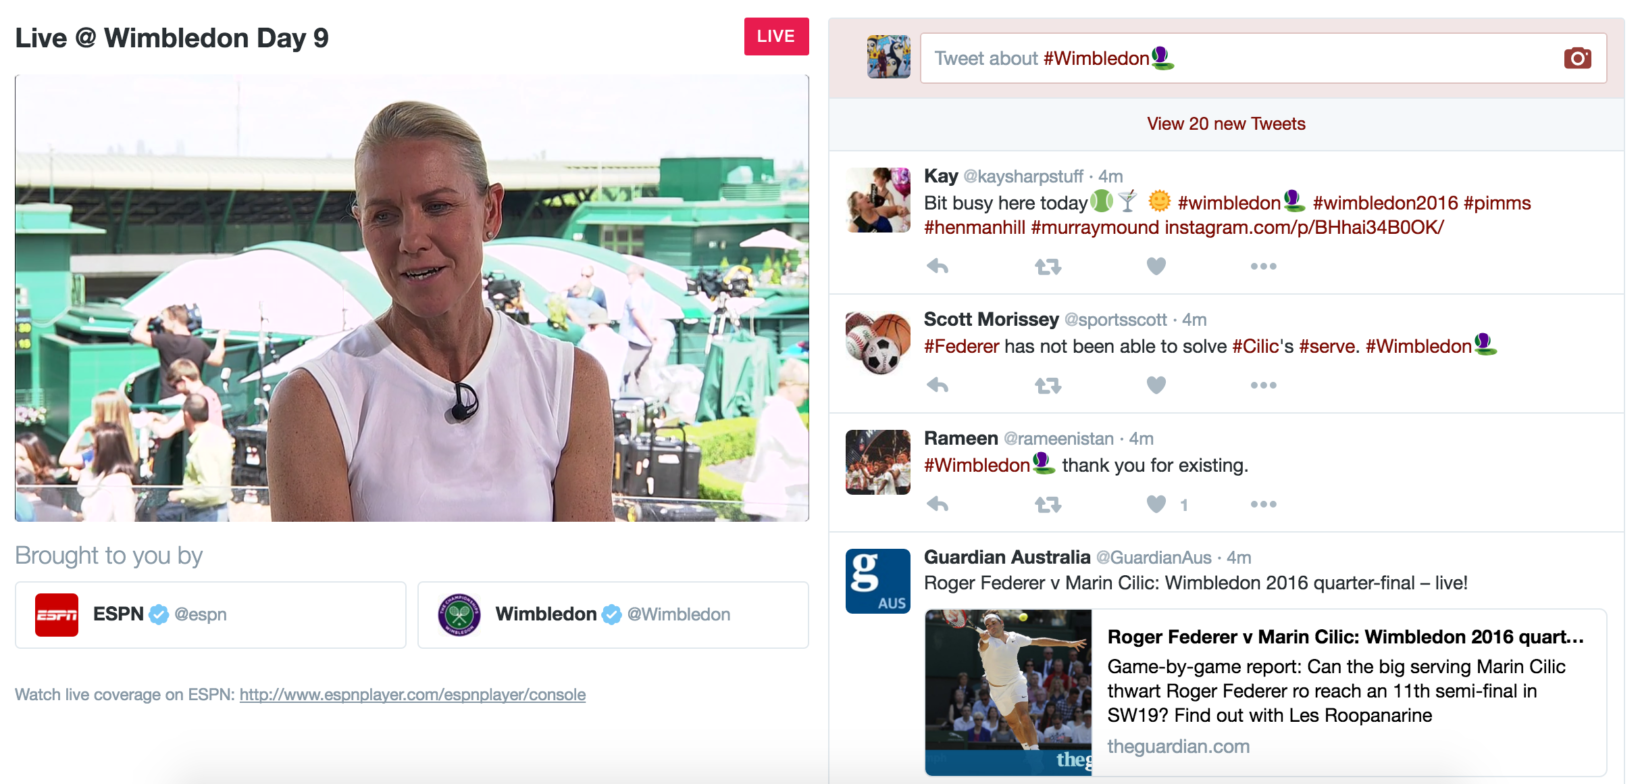 Live @ Wimbledon Day 9
LIVE
Brought to you by
ESPN
ESPN @espn
Wimbledon @Wimbledon
Watch live coverage on ESPN: http://www.espnplayer.com/espnplayer/console
Tweet about #Wimbledon
View 20 new Tweets
Kay @kaysharpstuff · 4m
Bit busy here today #wimbledon #wimbledon2016 #pimms
#henmanhill #murraymound instagram.com/p/BHhai34B0OK/
Scott Morissey @sportsscott · 4m
#Federer has not been able to solve #Cilic's #serve. #Wimbledon
Rameen @rameenistan · 4m
#Wimbledon thank you for existing.
1
g
AUS
Guardian Australia @GuardianAus · 4m
Roger Federer v Marin Cilic: Wimbledon 2016 quarter-final – live!
theg
Roger Federer v Marin Cilic: Wimbledon 2016 quart...
Game-by-game report: Can the big serving Marin Cilic
thwart Roger Federer ro reach an 11th semi-final in
SW19? Find out with Les Roopanarine
theguardian.com